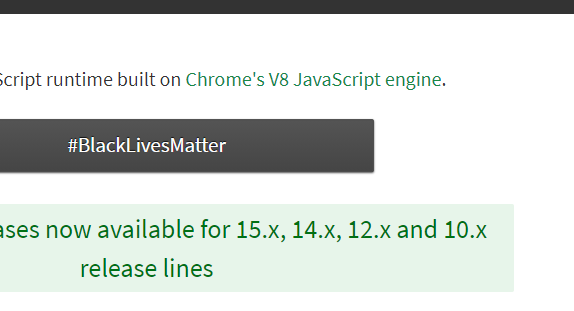 Script runtime built on Chrome's V8 JavaScript engine.
#BlackLivesMatter
ases now available for 15.x, 14.x, 12.x and 10.x
release lines